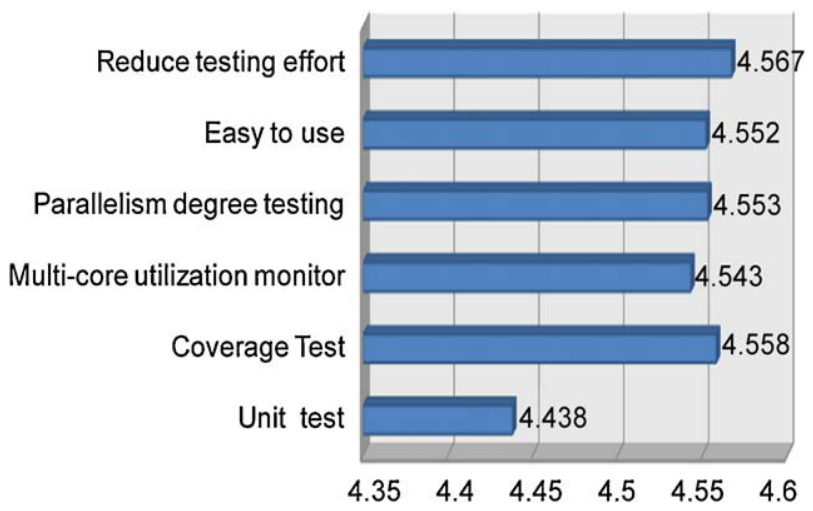 Reduce testing effort 4.567
Easy to use 4.552
Parallelism degree testing 4.553
Multi-core utilization monitor 4.543
Coverage Test 4.558
Unit test 4.438
4.35 4.4 4.45 4.5 4.55 4.6